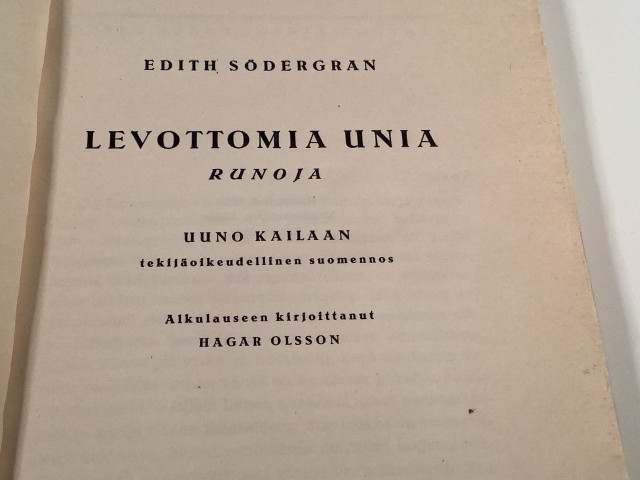 EDITH SÖDERGRAN
LEVOTTOMIA UNIA
RUNOJA
UUNO KAILAAN
tekijäoikeudellinen suomennos
Alkulauseen kirjoittanut
HAGAR OLSSON